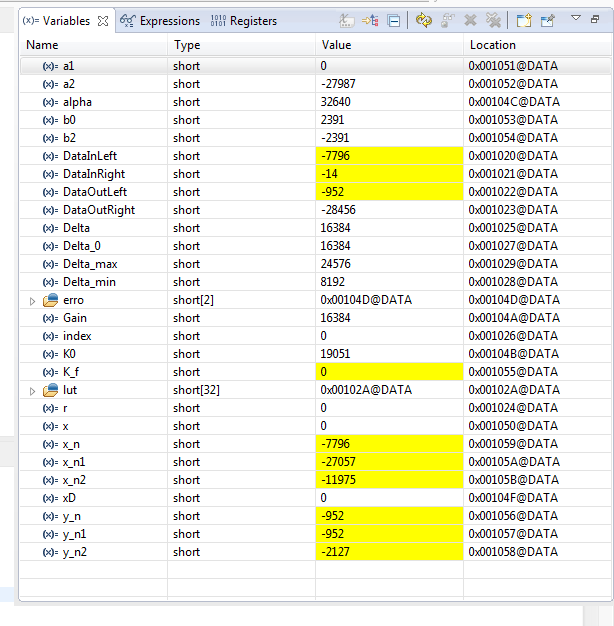 (x)= Variables Expressions 1010 0101 Registers
Name Type Value Location
(x)= a1 short 0 0x001051@DATA
(x)= a2 short -27987 0x001052@DATA
(x)= alpha short 32640 0x00104C@DATA
(x)= b0 short 2391 0x001053@DATA
(x)= b2 short -2391 0x001054@DATA
(x)= DataInLeft short -7796 0x001020@DATA
(x)= DataInRight short -14 0x001021@DATA
(x)= DataOutLeft short -952 0x001022@DATA
(x)= DataOutRight short -28456 0x001023@DATA
(x)= Delta short 16384 0x001025@DATA
(x)= Delta_0 short 16384 0x001027@DATA
(x)= Delta_max short 24576 0x001029@DATA
(x)= Delta_min short 8192 0x001028@DATA
erro short[2] 0x00104D@DATA 0x00104D@DATA
(x)= Gain short 16384 0x00104A@DATA
(x)= index short 0 0x001026@DATA
(x)= K0 short 19051 0x00104B@DATA
(x)= K_f short 0 0x001055@DATA
lut short[32] 0x00102A@DATA 0x00102A@DATA
(x)= r short 0 0x001024@DATA
(x)= x short 0 0x001050@DATA
(x)= x_n short -7796 0x001059@DATA
(x)= x_n1 short -27057 0x00105A@DATA
(x)= x_n2 short -11975 0x00105B@DATA
(x)= xD short 0 0x00104F@DATA
(x)= y_n short -952 0x001056@DATA
(x)= y_n1 short -952 0x001057@DATA
(x)= y_n2 short -2127 0x001058@DATA